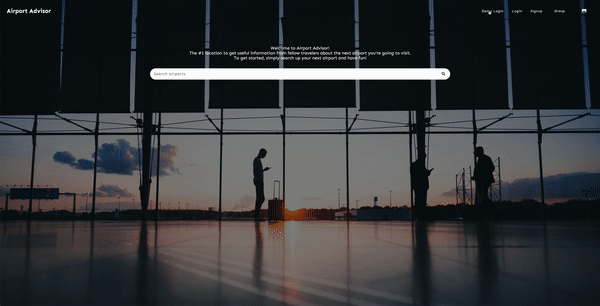 Airport Advisor
Demo Login
Login
Signup
Group
Welcome to Airport Advisor!
The #1 location to get useful information from fellow travelers about the next airport you're going to visit.
To get started, simply search up your next airport and have fun!
Search airports